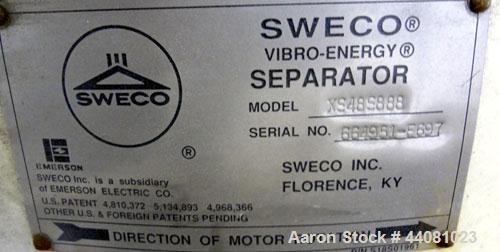 SWECO®
VIBRO-ENERGY®
SEPARATOR
SWECO
®
MODEL XS48S888
SERIAL NO.
EMERSON
SWECO Inc. is a subsidiary
of EMERSON ELECTRIC CO.
U.S. PATENT 4,810,372 - 5,134,893 4,968,366
OTHER U.S. & FOREIGN PATENTS PENDING
SWECO INC.
FLORENCE, KY
DIRECTION OF MOTOR
Aaron Stock # 44081023